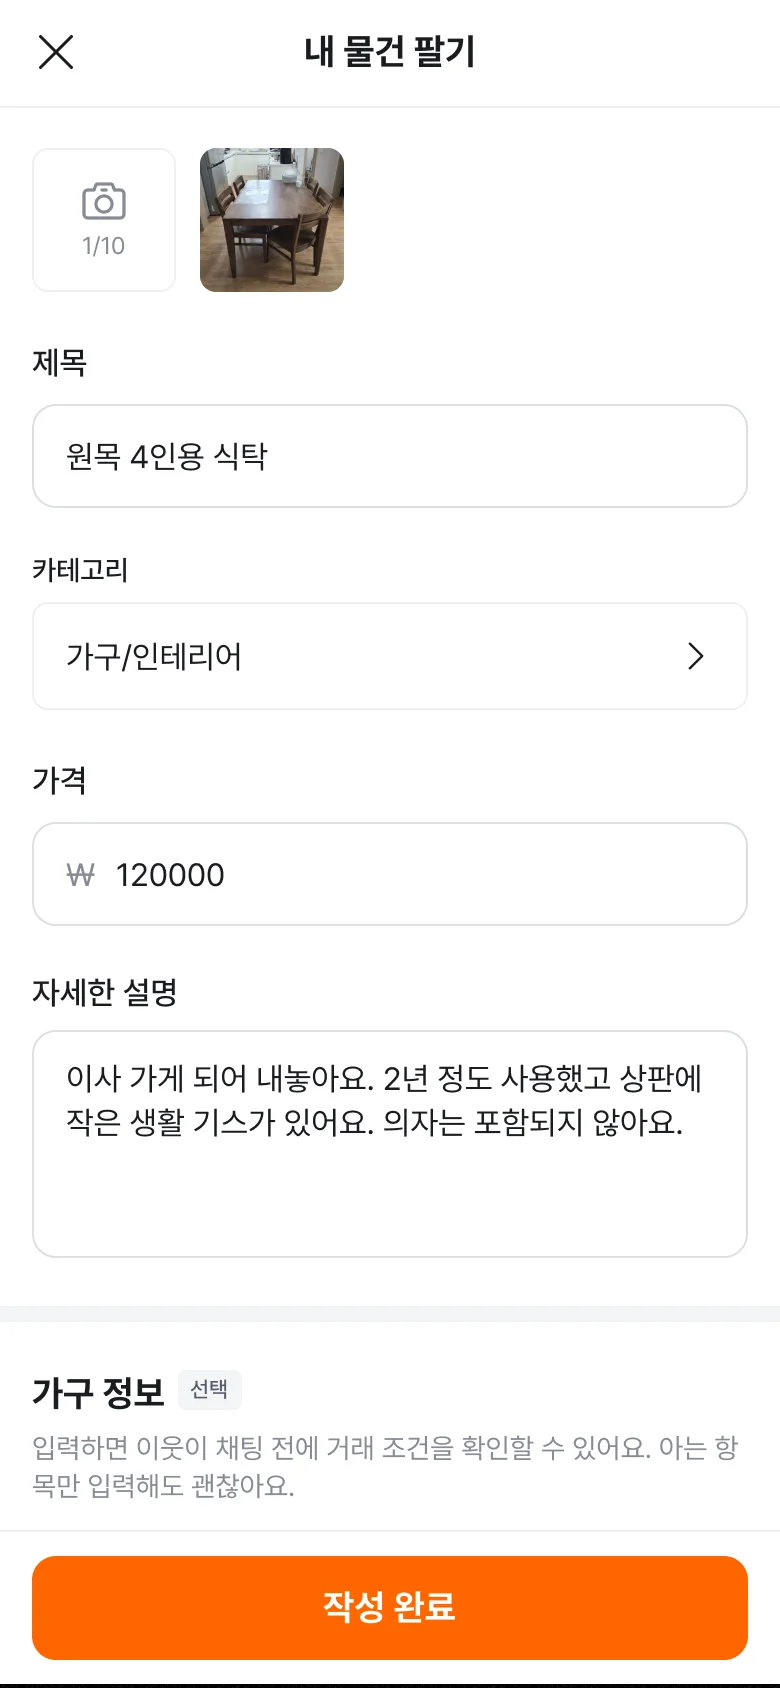 내 물건 팔기
1/10
제목
원목 4인용 식탁
카테고리
가구/인테리어
가격
₩ 120000
자세한 설명
이사 가게 되어 내놓아요. 2년 정도 사용했고 상판에
작은 생활 기스가 있어요. 의자는 포함되지 않아요.
가구 정보 선택
입력하면 이웃이 채팅 전에 거래 조건을 확인할 수 있어요. 아는 항
목만 입력해도 괜찮아요.
작성 완료